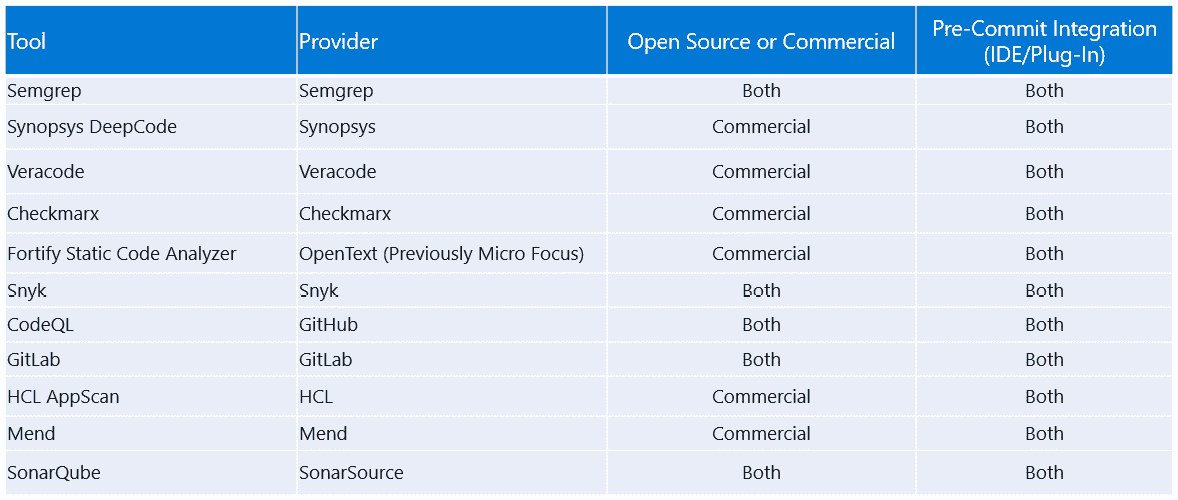 Tool Provider Open Source or Commercial Pre-Commit Integration
(IDE/Plug-In)
Semgrep Semgrep Both Both
Synopsys DeepCode Synopsys Commercial Both
Veracode Veracode Commercial Both
Checkmarx Checkmarx Commercial Both
Fortify Static Code Analyzer OpenText (Previously Micro Focus) Commercial Both
Snyk Snyk Both Both
CodeQL GitHub Both Both
GitLab GitLab Both Both
HCL AppScan HCL Commercial Both
Mend Mend Commercial Both
SonarQube SonarSource Both Both